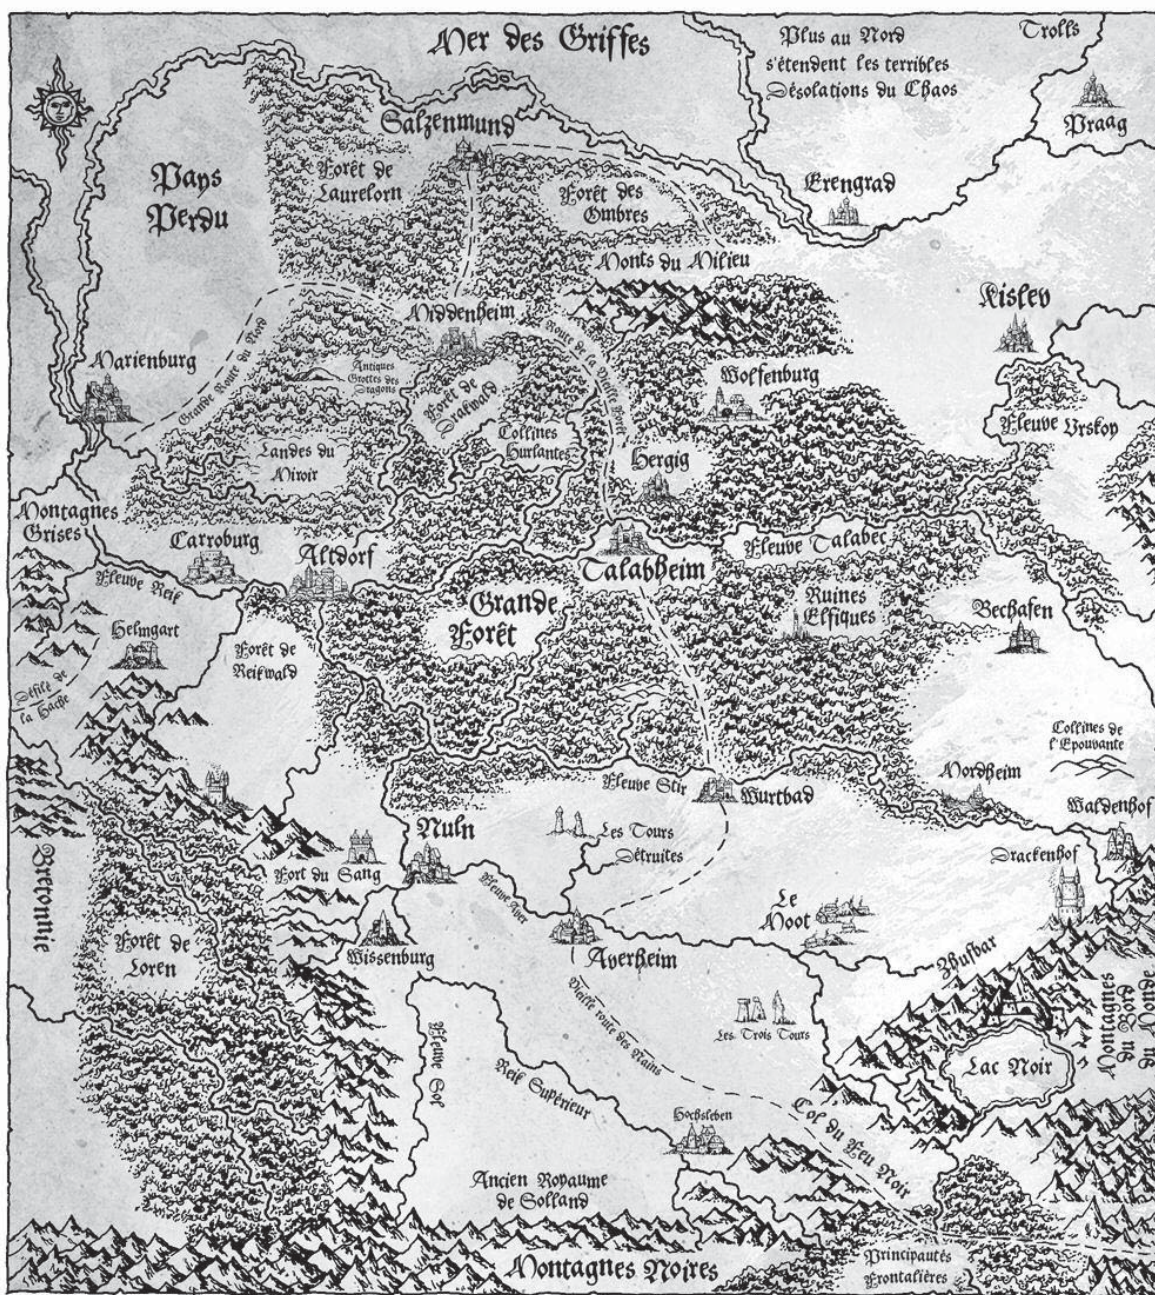 Mer des Griffes
Plus au Nord
s'étendent les terribles
Désolations du Chaos
Trolls
Praag
Salzenmund
Pays
Perdu
Forêt de
Laurelorn
Forêt des
Ombres
Erengrad
Monts du Milieu
Kislev
Middenheim
Grande Route du Nord
Route de la Vieille Forêt
Marienburg
Antiques
Grottes des
Dragons
Forêt de
Drakwald
Wolfenburg
Fleuve Urskoy
Collines
Hurlantes
Landes du
Miroir
Hergig
Montagnes
Grises
Carroburg
Altdorf
Talabheim
Fleuve Talabec
Fleuve Reik
Grande
Forêt
Ruines
Elfiques
Bechafen
Helmgart
Forêt de
Reikwald
Défilé de
la Hache
Collines de
l'Epouvante
Nordheim
Fleuve Stir
Wurtbad
Waldenhof
Nuln
Les Tours
Détruites
Drackenhof
Bretonnie
Fort du Sang
Fleuve Aver
Le
Moot
Forêt de
Loren
Wissenburg
Averheim
Zhufbar
Montagnes
du Bord
du Monde
Vieille route des Nains
Les Trois Tours
Lac Noir
Fleuve Sol
Reik Supérieur
Hochsleben
Col du Feu Noir
Ancien Royaume
de Solland
Montagnes Noires
Principautés
Frontalières